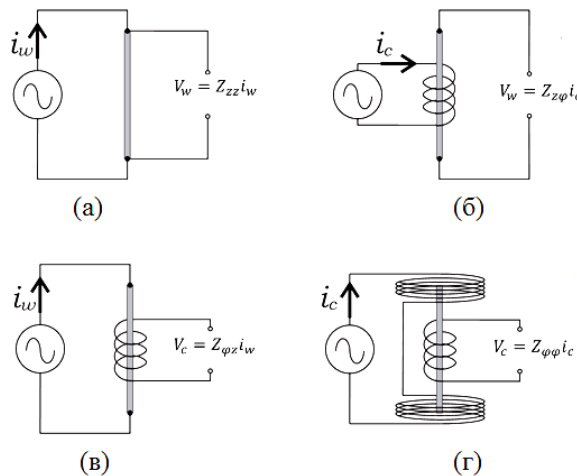 i_w
V_w = Z_zz i_w
(а)
i_c
V_w = Z_zφ i_c
(б)
i_w
V_c = Z_φz i_w
(в)
i_c
V_c = Z_φφ i_c
(г)